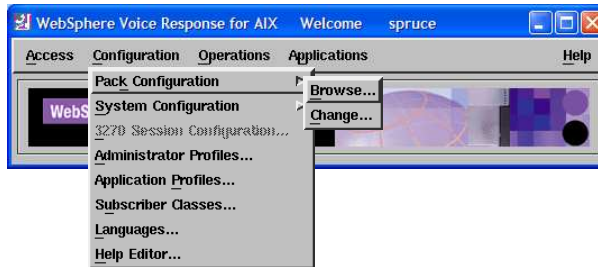 WebSphere Voice Response for AIX Welcome spruce
Access Configuration Operations Applications Help
Pack Configuration
Browse...
Change...
WebS
System Configuration
3270 Session Configuration...
Administrator Profiles...
Application Profiles...
Subscriber Classes...
Languages...
Help Editor...